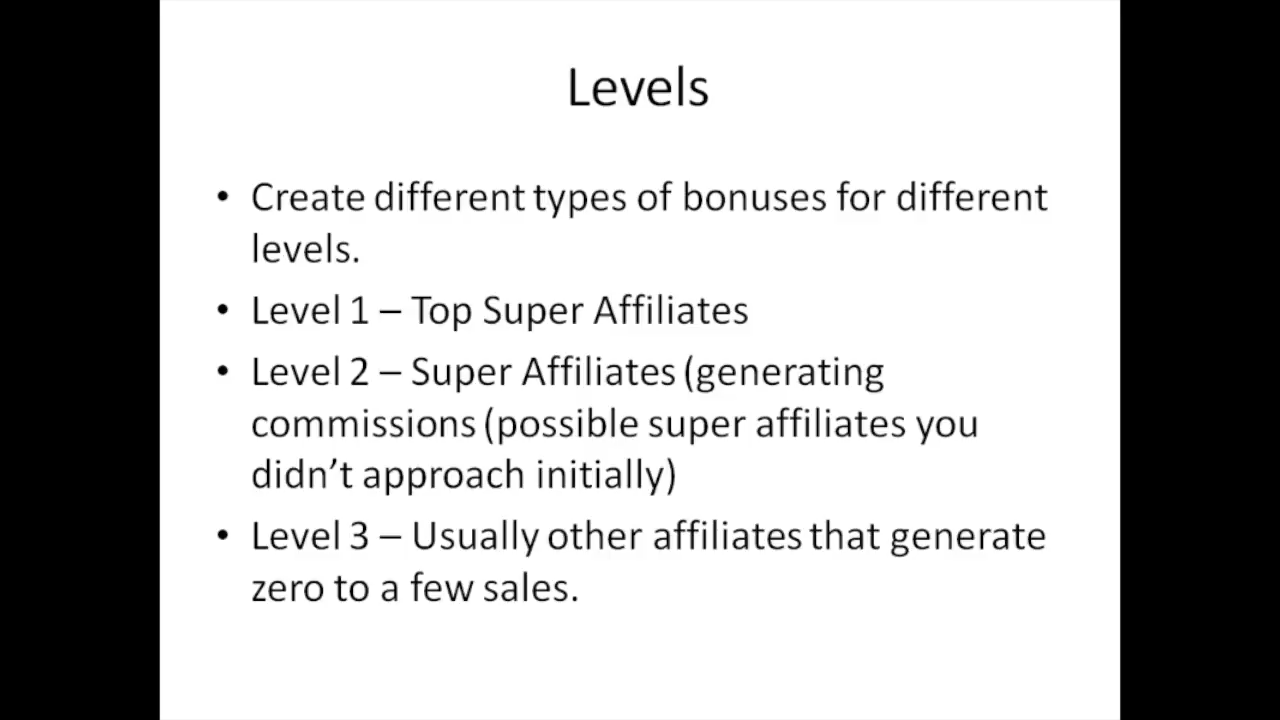 Levels
• Create different types of bonuses for different
levels.
• Level 1 – Top Super Affiliates
• Level 2 – Super Affiliates (generating
commissions (possible super affiliates you
didn’t approach initially)
• Level 3 – Usually other affiliates that generate
zero to a few sales.